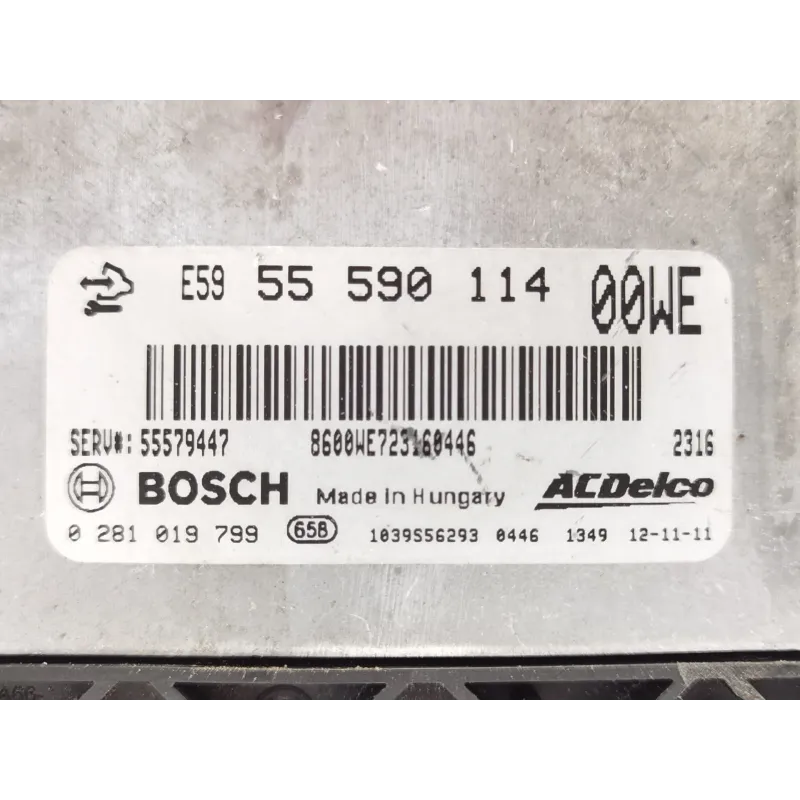 E59 55 590 114 00WE
SERV#: 55579447 8600WE723160446 2316
BOSCH Made in Hungary ACDelco
0 281 019 799 65B 1039S56293 0446 1349 12-11-11